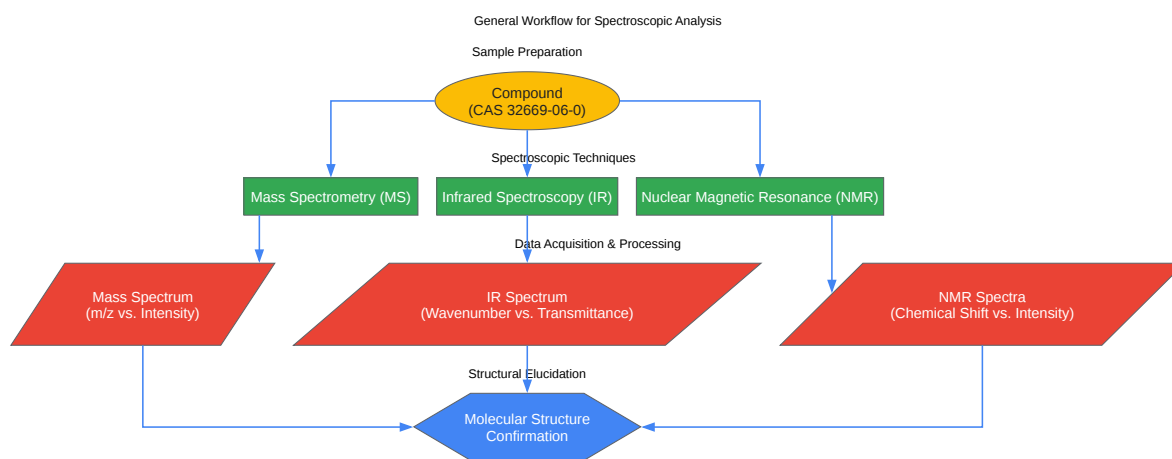 General Workflow for Spectroscopic Analysis
Sample Preparation
Compound
(CAS 32669-06-0)
Spectroscopic Techniques
Mass Spectrometry (MS)
Infrared Spectroscopy (IR)
Nuclear Magnetic Resonance (NMR)
Data Acquisition & Processing
Mass Spectrum
(m/z vs. Intensity)
IR Spectrum
(Wavenumber vs. Transmittance)
NMR Spectra
(Chemical Shift vs. Intensity)
Structural Elucidation
Molecular Structure
Confirmation